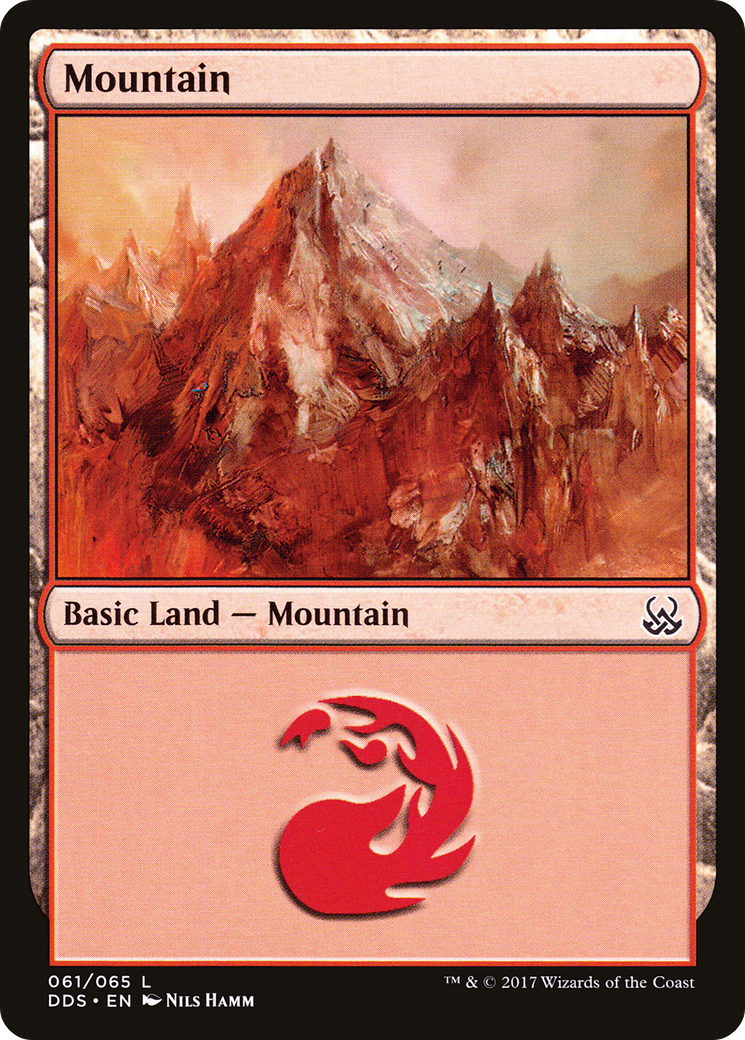 Mountain
Basic Land — Mountain
061/065 L
DDS • EN Nils Hamm
™ & © 2017 Wizards of the Coast